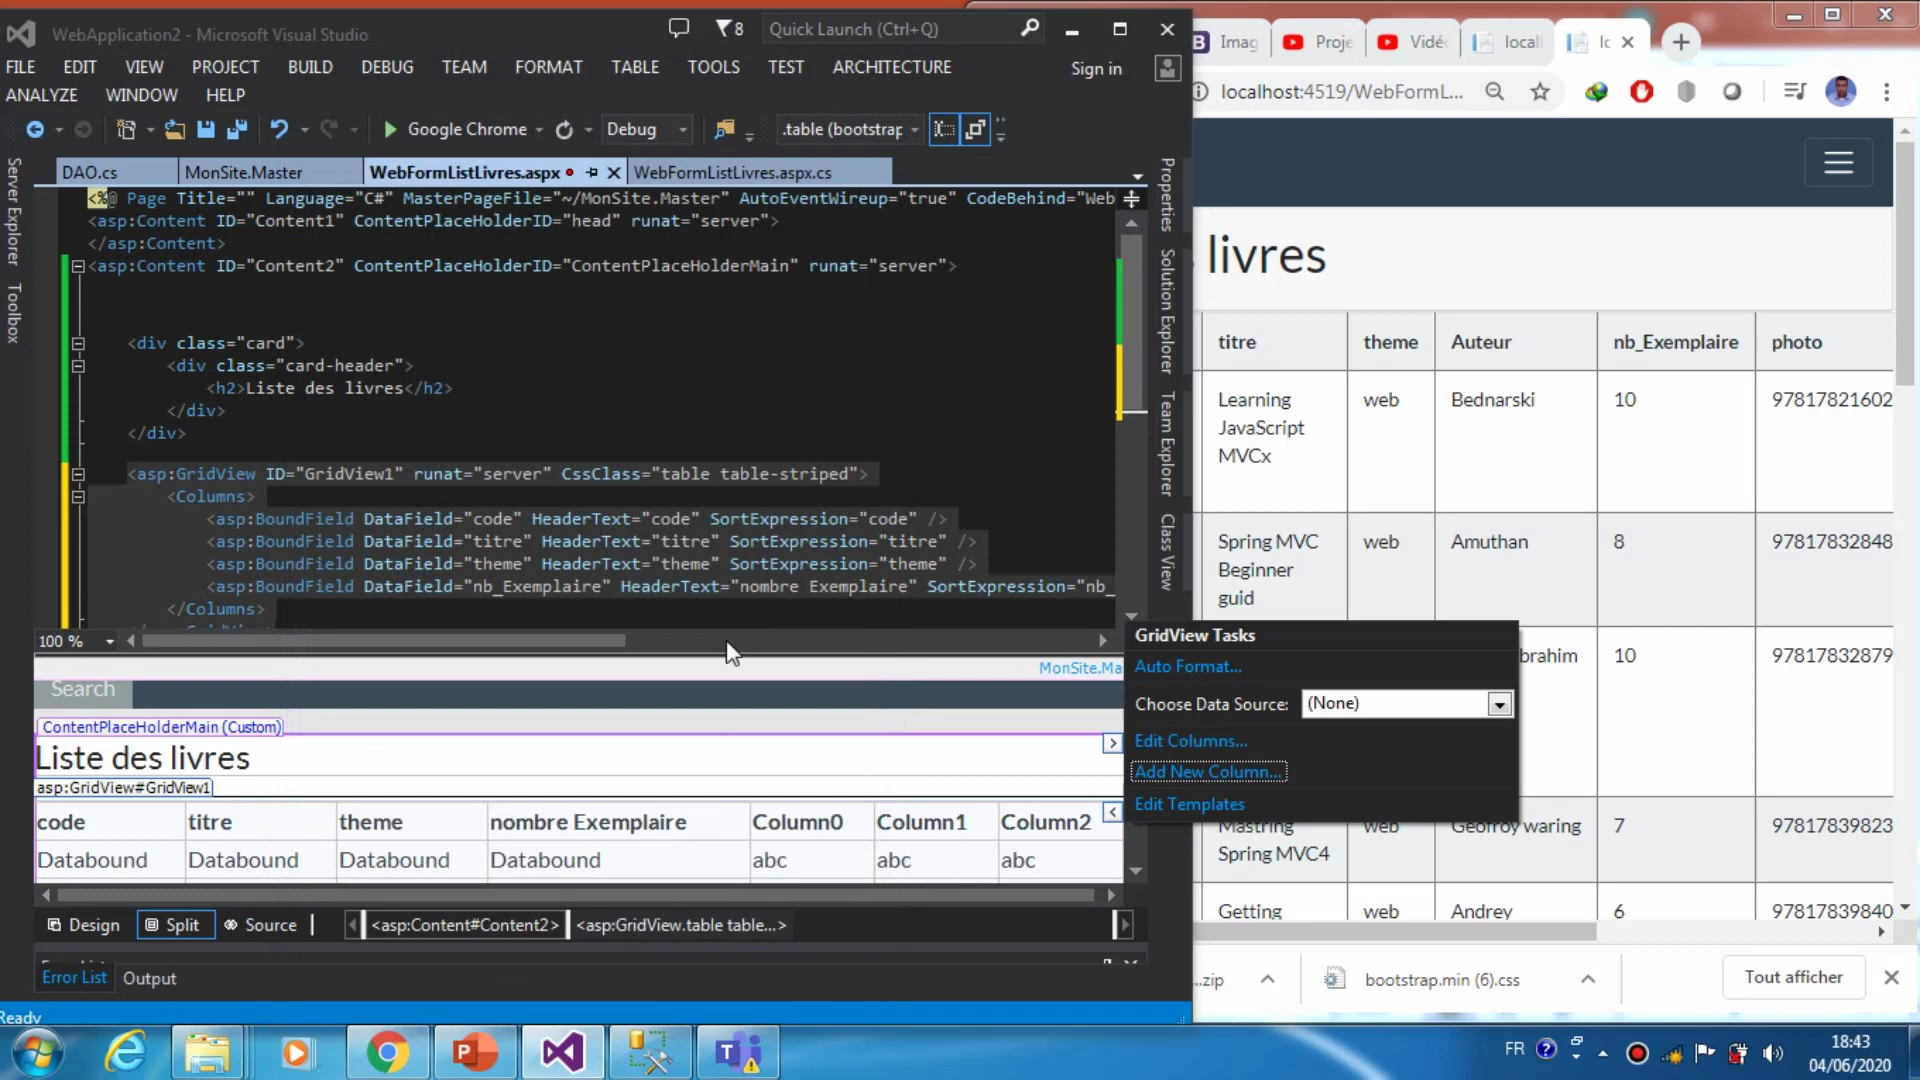 WebApplication2 - Microsoft Visual Studio
8
Quick Launch (Ctrl+Q)
FILE EDIT VIEW PROJECT BUILD DEBUG TEAM FORMAT TABLE TOOLS TEST ARCHITECTURE
Sign in
ANALYZE WINDOW HELP
Google Chrome Debug .table (bootstrap
DAO.cs MonSite.Master WebFormListLivres.aspx WebFormListLivres.aspx.cs
Server Explorer
Toolbox
<%@ Page Title="" Language="C#" MasterPageFile="~/MonSite.Master" AutoEventWireup="true" CodeBehind="Web
<asp:Content ID="Content1" ContentPlaceHolderID="head" runat="server">
</asp:Content>
<asp:Content ID="Content2" ContentPlaceHolderID="ContentPlaceHolderMain" runat="server">
<div class="card">
<div class="card-header">
<h2>Liste des livres</h2>
</div>
</div>
<asp:GridView ID="GridView1" runat="server" CssClass="table table-striped">
<Columns>
<asp:BoundField DataField="code" HeaderText="code" SortExpression="code" />
<asp:BoundField DataField="titre" HeaderText="titre" SortExpression="titre" />
<asp:BoundField DataField="theme" HeaderText="theme" SortExpression="theme" />
<asp:BoundField DataField="nb_Exemplaire" HeaderText="nombre Exemplaire" SortExpression="nb_
</Columns>
Properties
Solution Explorer
Team Explorer
Class View
100 %
MonSite.Ma
Search
ContentPlaceHolderMain (Custom)
Liste des livres
asp:GridView#GridView1
code titre theme nombre Exemplaire Column0 Column1 Column2
Databound Databound Databound Databound abc abc abc
GridView Tasks
Auto Format...
Choose Data Source: (None)
Edit Columns...
Add New Column...
Edit Templates
Design Split Source <asp:Content#Content2> <asp:GridView.table table...>
Error List Output
Ready
Imag Proje Vidé locall lc
localhost:4519/WebFormL...
livres
titre theme Auteur nb_Exemplaire photo
Learning JavaScript MVCx web Bednarski 10 97817821602
Spring MVC Beginner guid web Amuthan 8 97817832848
brahim 10 97817832879
Mastring Spring MVC4 web Geofroy waring 7 97817839823
Getting web Andrey 6 97817839840
...zip bootstrap.min (6).css Tout afficher
FR
18:43
04/06/2020